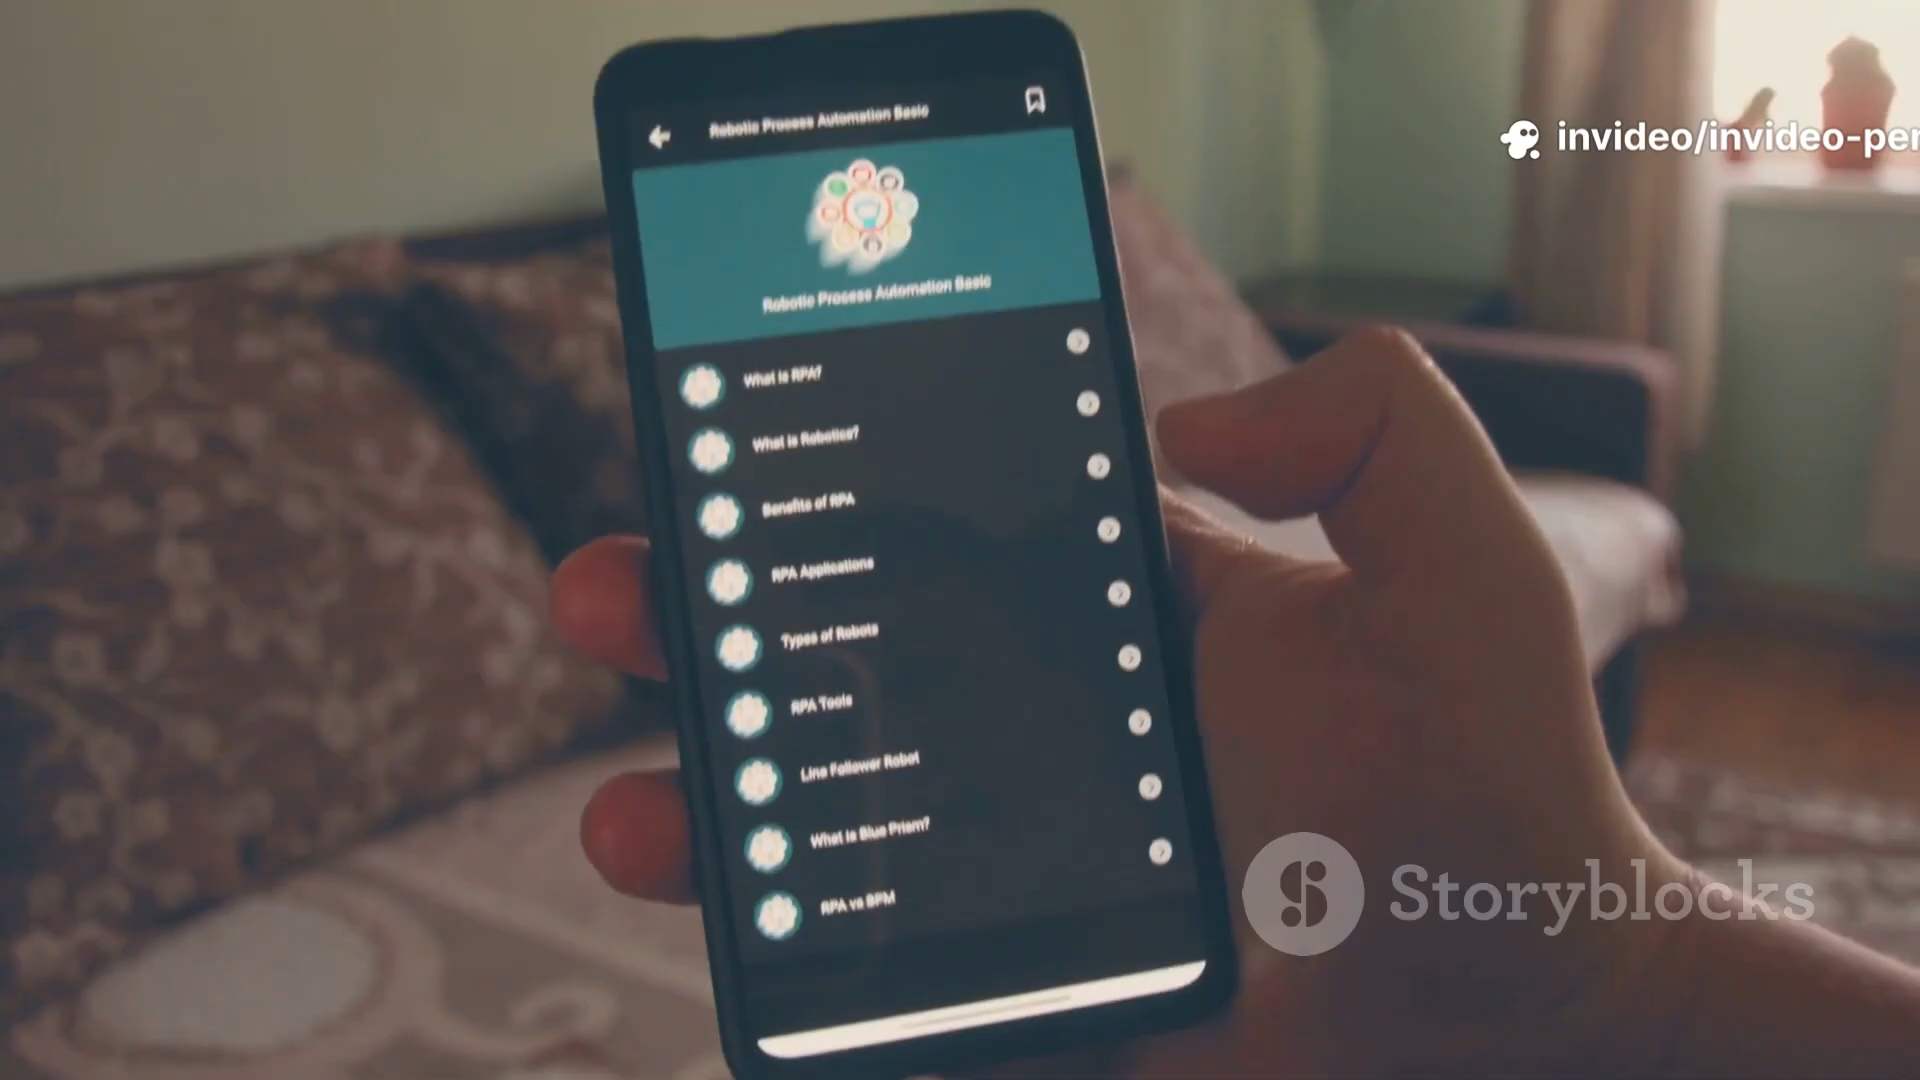 Robotic Process Automation Basic
invideo/invideo-per
Robotic Process Automation Basic
What is RPA?
What is Robotics?
Benefits of RPA
RPA Applications
Types of Robots
RPA Tools
Line Follower Robot
What is Blue Prism?
RPA vs BPM
Storyblocks